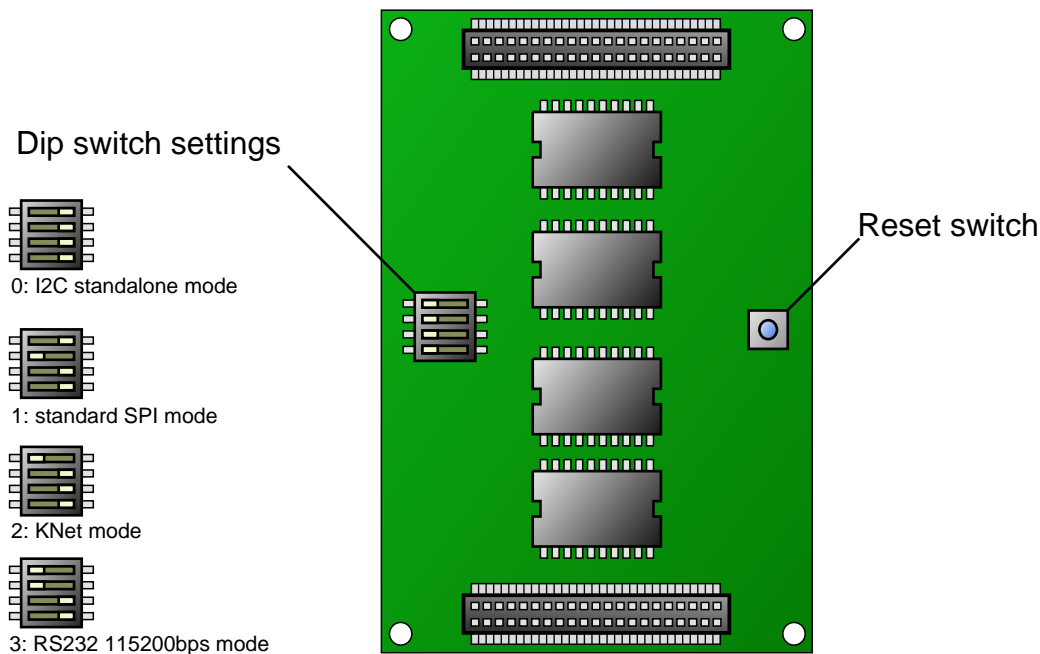 Dip switch settings
Reset switch
0: I2C standalone mode
1: standard SPI mode
2: KNet mode
3: RS232 115200bps mode